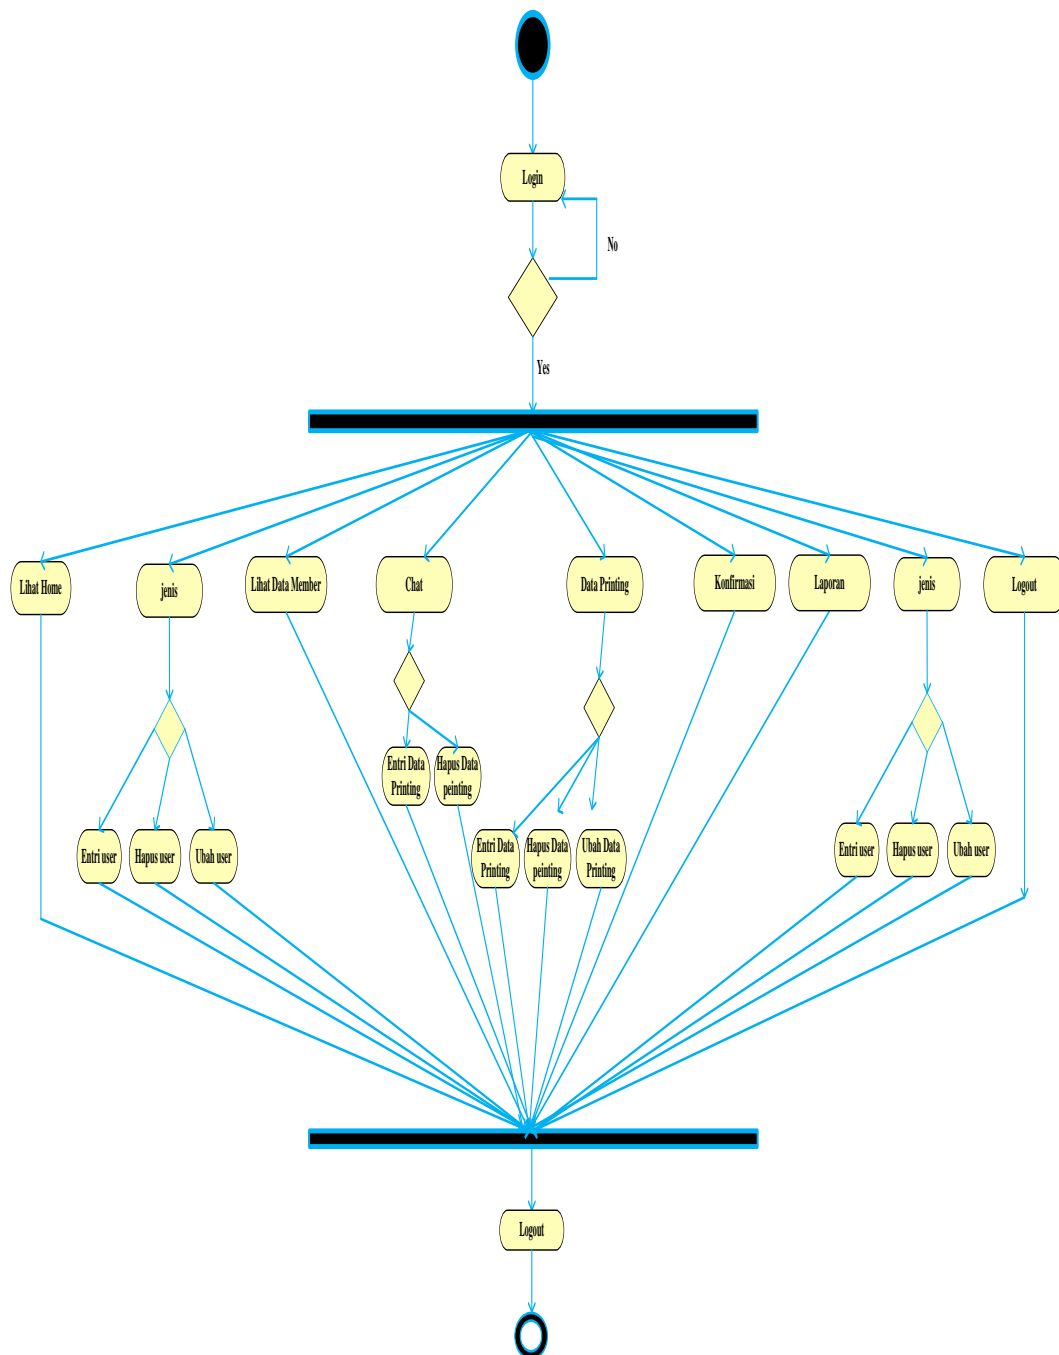 Login
No
Yes
Lihat Home
jenis
Lihat Data Member
Chat
Data Printing
Konfirmasi
Laporan
jenis
Logout
Entri Data
Printing
Hapus Data
peinting
Entri user
Hapus user
Ubah user
Entri Data
Printing
Hapus Data
peinting
Ubah Data
Printing
Entri user
Hapus user
Ubah user
Logout